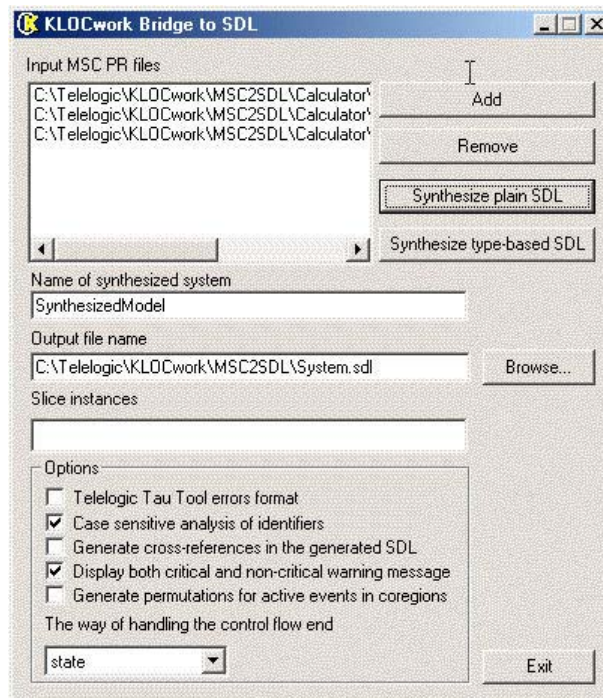 KLOCwork Bridge to SDL
Input MSC PR files
C:\Telelogic\KLOCwork\MSC2SDL\Calculator\
C:\Telelogic\KLOCwork\MSC2SDL\Calculator\
C:\Telelogic\KLOCwork\MSC2SDL\Calculator\
Add
Remove
Synthesize plain SDL
Synthesize type-based SDL
Name of synthesized system
SynthesizedModel
Output file name
C:\Telelogic\KLOCwork\MSC2SDL\System.sdl
Browse...
Slice instances
Options
Telelogic Tau Tool errors format
Case sensitive analysis of identifiers
Generate cross-references in the generated SDL
Display both critical and non-critical warning message
Generate permutations for active events in coregions
The way of handling the control flow end
state
Exit